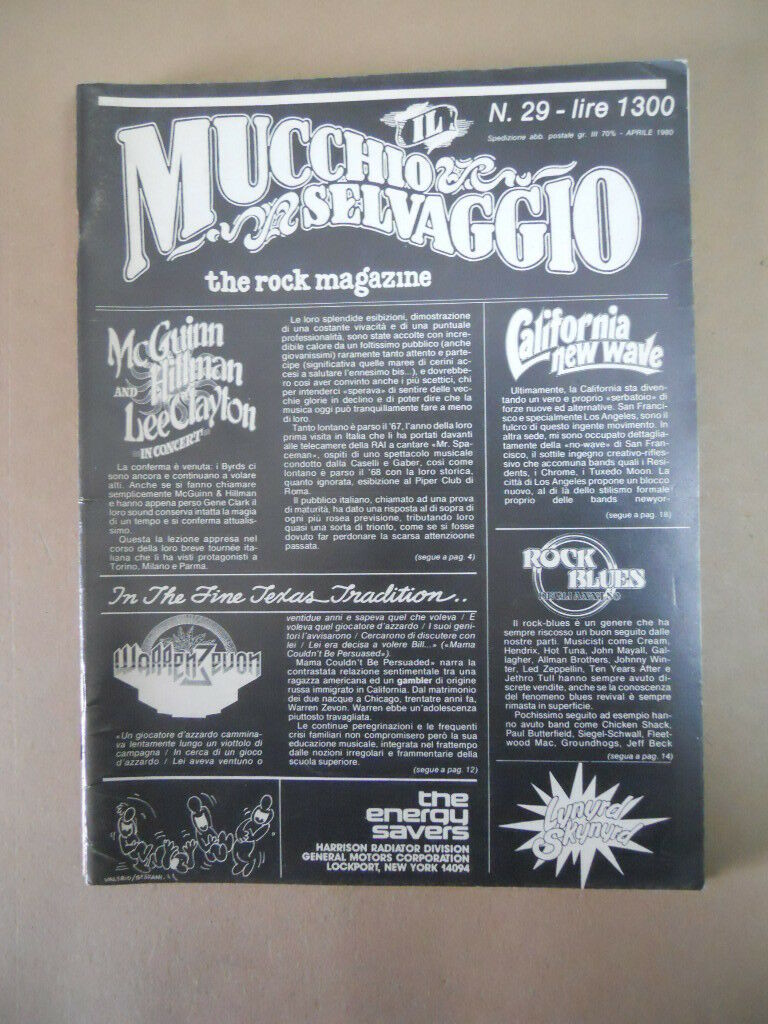 N. 29 - lire 1300
Spedizione abb. postale gr. III 70% - APRILE 1980
IL
MUCCHIO
SELVAGGIO
the rock magazine
McGuinn
Hillman
AND
Lee Clayton
IN CONCERT
La conferma è venuta: i Byrds ci
sono ancora e continuano a volare
alti. Anche se si fanno chiamare
semplicemente McGuinn & Hillman
e hanno appena perso Gene Clark il
loro sound conserva intatta la magia
di un tempo e si conferma attualis-
simo.
Questa la lezione appresa nel
corso della loro breve tournée ita-
liana che li ha visti protagonisti a
Torino, Milano e Parma.
Le loro splendide esibizioni, dimostrazione
di una costante vivacità e di una puntuale
professionalità, sono state accolte con incre-
dibile calore da un foltissimo pubblico (anche
giovanissimi) raramente tanto attento e parte-
cipe (significativa quelle maree di cerini ac-
cesi a salutare l'ennesimo bis...), e dovrebbe-
ro così aver convinto anche i più scettici, chi
per intenderci «sperava» di sentire delle vec-
chie glorie in declino e di poter dire che la
musica oggi può tranquillamente fare a meno
di loro.
Tanto lontano è parso il '67, l'anno della loro
prima visita in Italia che li ha portati davanti
alle telecamere della RAI a cantare «Mr. Spa-
ceman», ospiti di uno spettacolo musicale
condotto dalla Caselli e Gaber, così come
lontano è parso il '68 con la loro storica,
quanto ignorata, esibizione al Piper Club di
Roma.
Il pubblico italiano, chiamato ad una prova
di maturità, ha dato una risposta al di sopra di
ogni più rosea previsione, tributando loro
quasi una sorta di trionfo, come se si fosse
dovuto far perdonare la scarsa attenzione
passata.
(segue a pag. 4)
California
new wave
Ultimamente, la California sta diven-
tando un vero e proprio «serbatoio» di
forze nuove ed alternative. San Franci-
sco e specialmente Los Angeles, sono il
fulcro di questo ingente movimento. In
altra sede, mi sono occupato dettaglia-
tamente della «no-wave» di San Fran-
cisco, il sottile ingegno creativo-rifles-
sivo che accomuna bands quali i Resi-
dents, i Chrome, i Tuxedo Moon. La
città di Los Angeles propone un blocco
nuovo, al di là dello stilismo formale
proprio delle bands newyor-
(segue a pag. 18)
ROCK
BLUES
DEGLI ANNI 80
Il rock-blues è un genere che ha
sempre riscosso un buon seguito dalle
nostre parti. Musicisti come Cream,
Hendrix, Hot Tuna, John Mayall, Gal-
lagher, Allman Brothers, Johnny Win-
ter, Led Zeppelin, Ten Years After e
Jethro Tull hanno sempre avuto di-
screte vendite, anche se la conoscenza
del fenomeno blues revival è sempre
rimasta in superficie.
Pochissimo seguito ad esempio han-
no avuto band come Chicken Shack,
Paul Butterfield, Siegel-Schwall, Fleet-
wood Mac, Groundhogs, Jeff Beck
(segua a pag. 14)
In The Fine Texas Tradition..
WARREN ZEVON
«Un giocatore d'azzardo cammina-
va lentamente lungo un viottolo di
campagna / In cerca di un gioco
d'azzardo / Lei aveva ventuno o
ventidue anni e sapeva quel che voleva / E
voleva quel giocatore d'azzardo / I suoi geni-
tori l'avvisarono / Cercarono di discutere con
lei / Lei era decisa a volere Bill...» («Mama
Couldn't Be Persuaded»).
Mama Couldn't Be Persuaded» narra la
contrastata relazione sentimentale tra una
ragazza americana ed un gambler di origine
russa immigrato in California. Dal matrimonio
dei due nacque a Chicago, trentatre anni fa,
Warren Zevon. Warren ebbe un'adolescenza
piuttosto travagliata.
Le continue peregrinazioni e le frequenti
crisi familiari non compromisero però la sua
educazione musicale, integrata nel frattempo
dalle nozioni irregolari e frammentarie della
scuola superiore.
(segue a pag. 12)
the
energy
savers
HARRISON RADIATOR DIVISION
GENERAL MOTORS CORPORATION
LOCKPORT, NEW YORK 14094
Lynyrd
Skynyrd